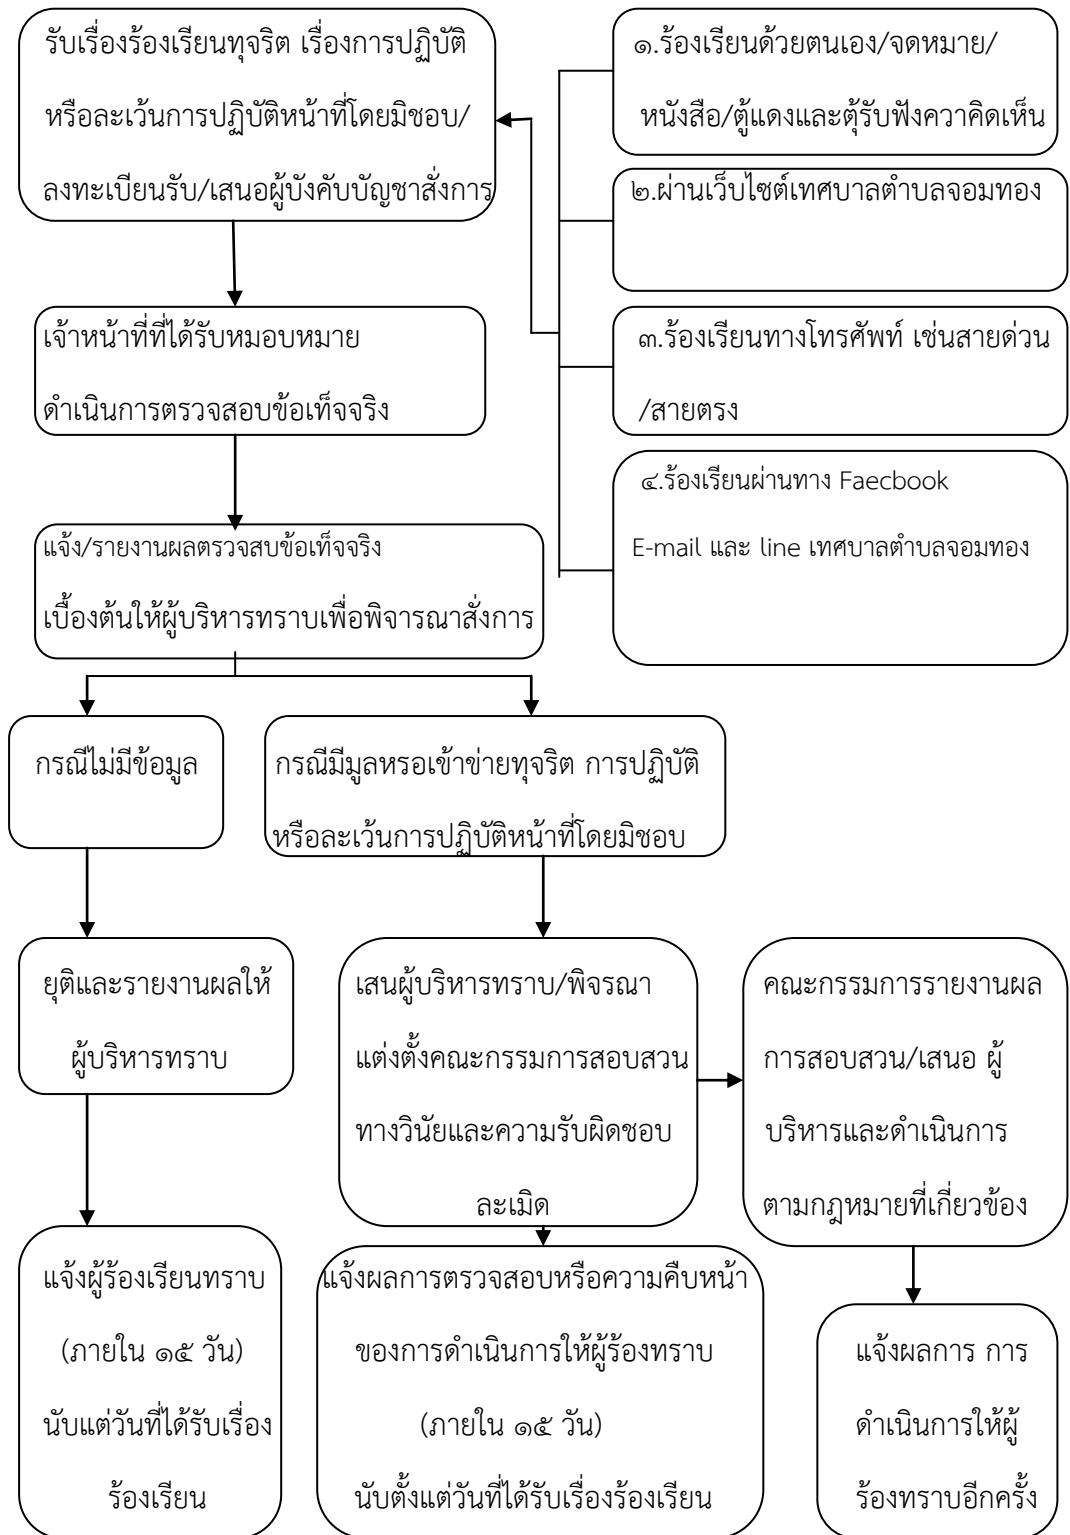 รับเรื่องร้องเรียนทุจริต เรื่องการปฏิบัติ
หรือละเว้นการปฏิบัติหน้าที่โดยมิชอบ/
ลงทะเบียนรับ/เสนอผู้บังคับบัญชาสั่งการ
๑.ร้องเรียนด้วยตนเอง/จดหมาย/
หนังสือ/ตู้แดงและตุ้รับฟังควาคิดเห็น
๒.ผ่านเว็บไซต์เทศบาลตำบลจอมทอง
๓.ร้องเรียนทางโทรศัพท์ เช่นสายด่วน
/สายตรง
๔.ร้องเรียนผ่านทาง Faecbook
E-mail และ line เทศบาลตำบลจอมทอง
เจ้าหน้าที่ที่ได้รับหมอบหมาย
ดำเนินการตรวจสอบข้อเท็จจริง
แจ้ง/รายงานผลตรวจสบข้อเท็จจริง
เบื้องต้นให้ผู้บริหารทราบเพื่อพิจารณาสั่งการ
กรณีไม่มีข้อมูล
กรณีมีมูลหรอเข้าข่ายทุจริต การปฏิบัติ
หรือละเว้นการปฏิบัติหน้าที่โดยมิชอบ
ยุติและรายงานผลให้
ผู้บริหารทราบ
เสนผู้บริหารทราบ/พิจรณา
แต่งตั้งคณะกรรมการสอบสวน
ทางวินัยและความรับผิดชอบ
ละเมิด
คณะกรรมการรายงานผล
การสอบสวน/เสนอ ผู้
บริหารและดำเนินการ
ตามกฎหมายที่เกี่ยวข้อง
แจ้งผู้ร้องเรียนทราบ
(ภายใน ๑๕ วัน)
นับแต่วันที่ได้รับเรื่อง
ร้องเรียน
แจ้งผลการตรวจสอบหรือความคืบหน้า
ของการดำเนินการให้ผู้ร้องทราบ
(ภายใน ๑๕ วัน)
นับตั้งแต่วันที่ได้รับเรื่องร้องเรียน
แจ้งผลการ การ
ดำเนินการให้ผู้
ร้องทราบอีกครั้ง